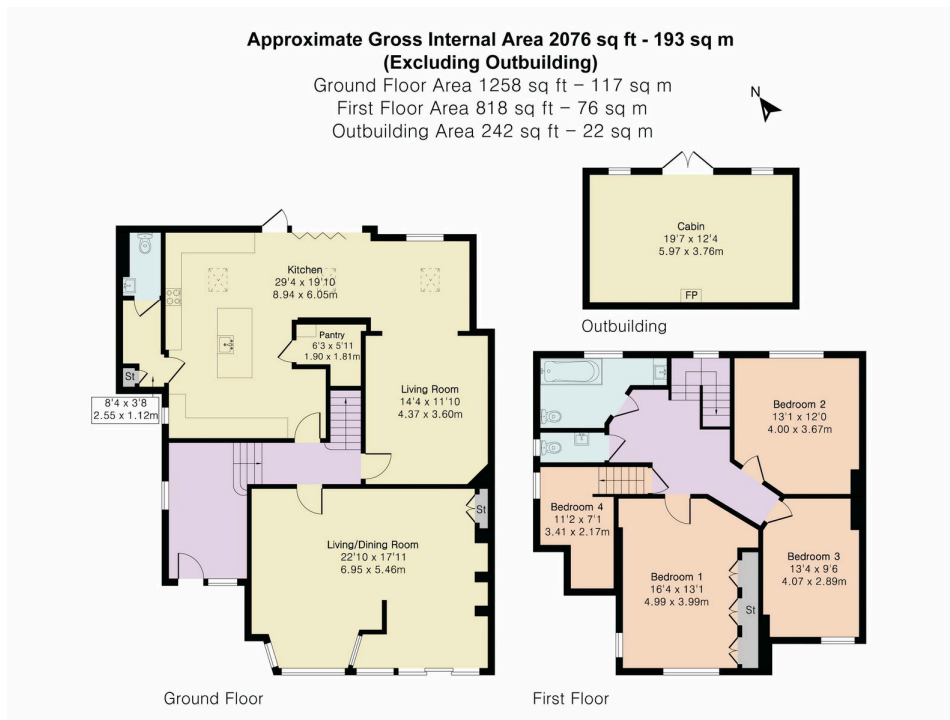 Approximate Gross Internal Area 2076 sq ft - 193 sq m
(Excluding Outbuilding)
Ground Floor Area 1258 sq ft – 117 sq m
First Floor Area 818 sq ft – 76 sq m
Outbuilding Area 242 sq ft – 22 sq m
N
Cabin
19'7 x 12'4
5.97 x 3.76m
FP
Outbuilding
Kitchen
29'4 x 19'10
8.94 x 6.05m
Pantry
6'3 x 5'11
1.90 x 1.81m
St
8'4 x 3'8
2.55 x 1.12m
Living Room
14'4 x 11'10
4.37 x 3.60m
Living/Dining Room
22'10 x 17'11
6.95 x 5.46m
St
Ground Floor
Bedroom 2
13'1 x 12'0
4.00 x 3.67m
Bedroom 4
11'2 x 7'1
3.41 x 2.17m
Bedroom 1
16'4 x 13'1
4.99 x 3.99m
St
Bedroom 3
13'4 x 9'6
4.07 x 2.89m
First Floor